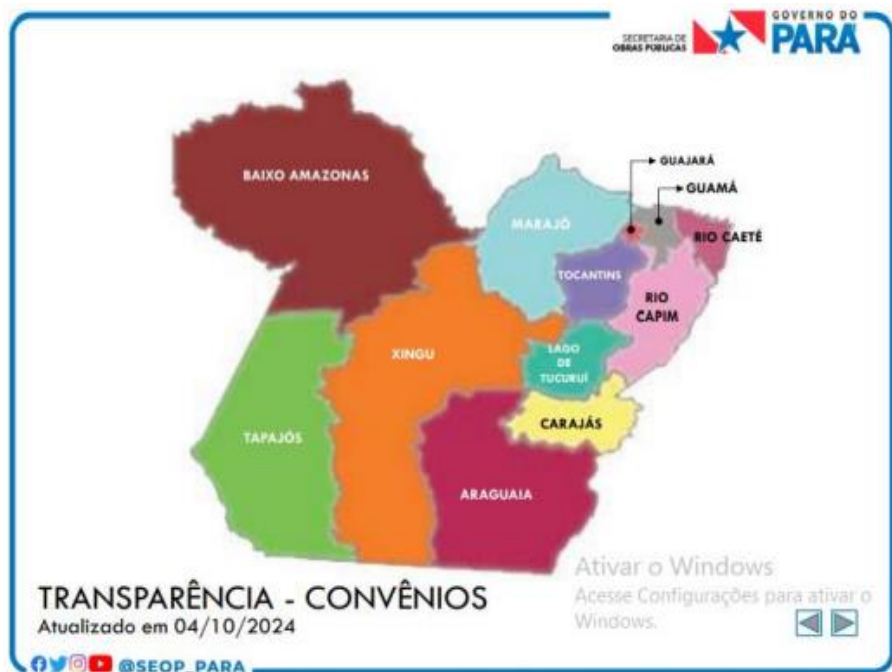 SECRETARIA DE
OBRAS PÚBLICAS
GOVERNO DO
PARÁ
BAIXO AMAZONAS
GUAJARÁ
GUAMÁ
MARAJÓ
RIO CAETÉ
TOCANTINS
RIO
CAPIM
XINGU
LAGO
DE
TUCURUÍ
CARAJÁS
TAPAJÓS
ARAGUAIA
TRANSPARÊNCIA - CONVÊNIOS
Atualizado em 04/10/2024
Ativar o Windows
Acesse Configurações para ativar o
Windows.
@SEOP_PARA